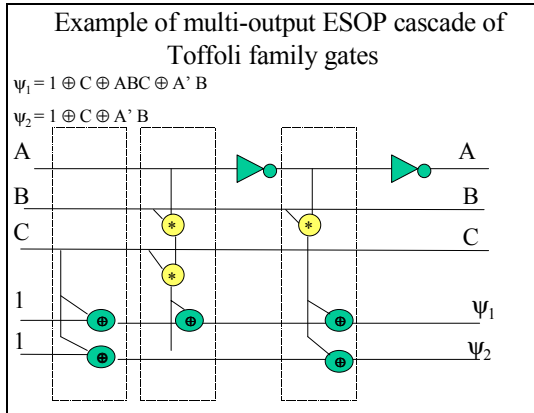 Example of multi-output ESOP cascade of
Toffoli family gates
ψ₁ = 1 ⊕ C ⊕ ABC ⊕ A’ B
ψ₂ = 1 ⊕ C ⊕ A’ B
A A
B B
* *
C C
*
1 ⊕ ⊕ ⊕ ψ₁
1 ⊕ ⊕ ψ₂